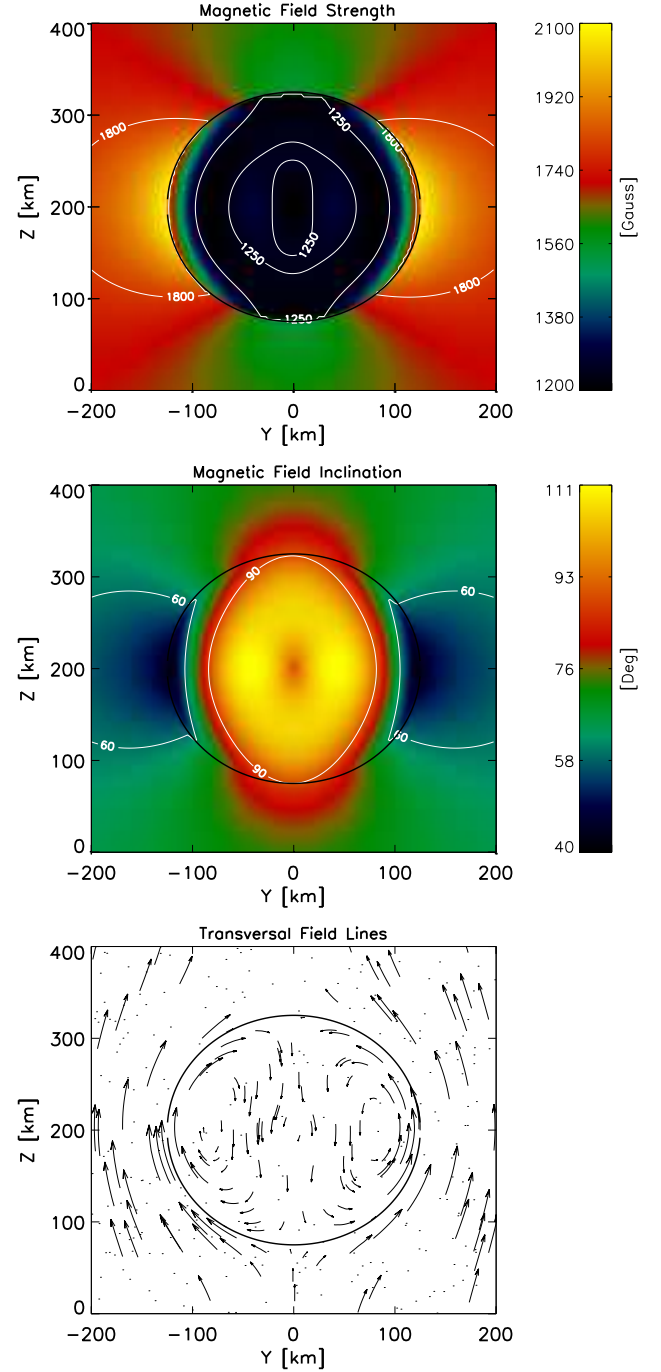 Magnetic Field Strength
400
300
200
100
0
Z [km]
−200 −100 0 100 200
Y [km]
1800
1250
1800
1250
1250
1800
1800
1250
2100
1920
1740
1560
1380
1200
[Gauss]
Magnetic Field Inclination
400
300
200
100
0
Z [km]
−200 −100 0 100 200
Y [km]
90
60
60
60
60
90
111
93
76
58
40
[Deg]
Transversal Field Lines
400
300
200
100
0
Z [km]
−200 −100 0 100 200
Y [km]